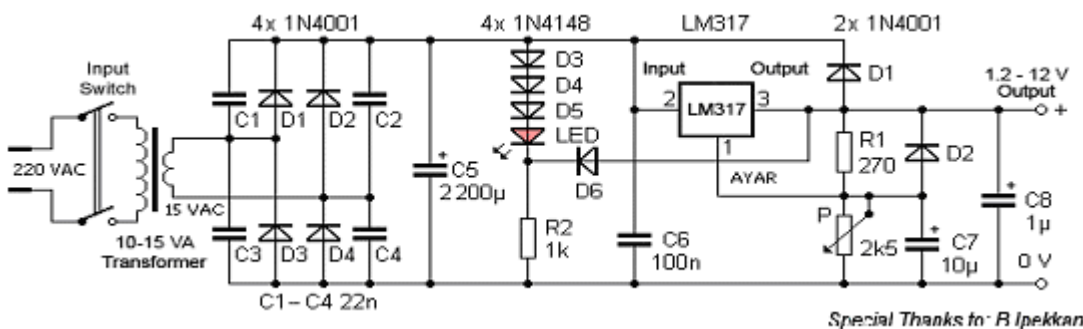 4x 1N4001
4x 1N4148
LM317
2x 1N4001
Input
Switch
220 VAC
15 VAC
10-15 VA
Transformer
C1
D1
D2
C2
C3
D3
D4
C4
C1 – C4 22n
C5
2200µ
+
D3
D4
D5
LED
D6
R2
1k
C6
100n
Input
Output
2
LM317
3
1
AYAR
D1
R1
270
D2
P
2k5
+
C7
10µ
+
C8
1µ
1.2 - 12 V
Output
+
0 V
Special Thanks to: B.Ipekkan